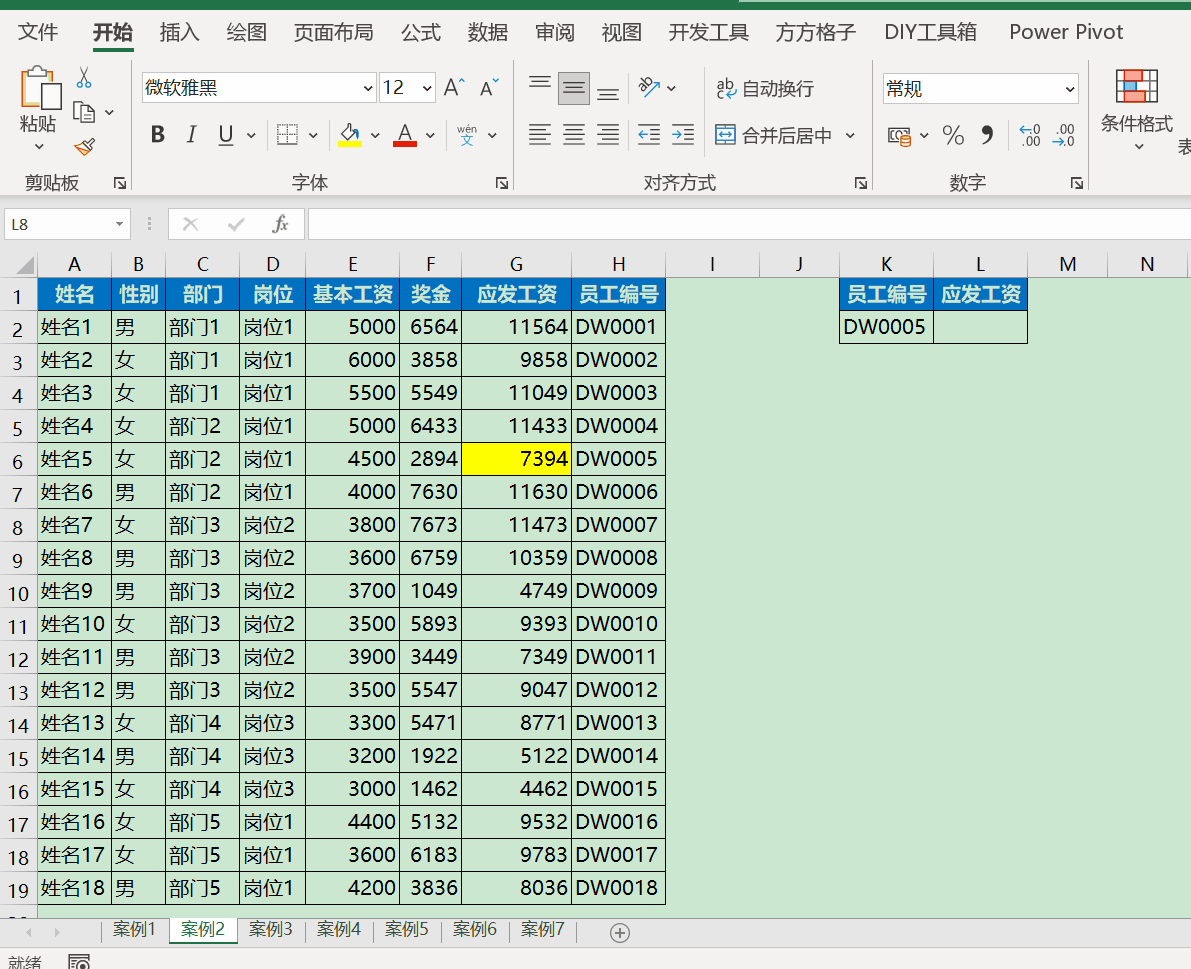 文件 开始 插入 绘图 页面布局 公式 数据 审阅 视图 开发工具 方方格子 DIY工具箱 Power Pivot
微软雅黑 12 A A ab 自动换行 常规
粘贴 B I U A wén 文 合并后居中 % 条件格式
剪贴板 字体 对齐方式 数字
L8 fx
A B C D E F G H I J K L M N
1 姓名 性别 部门 岗位 基本工资 奖金 应发工资 员工编号 员工编号 应发工资
2 姓名1 男 部门1 岗位1 5000 6564 11564 DW0001 DW0005
3 姓名2 女 部门1 岗位1 6000 3858 9858 DW0002
4 姓名3 女 部门1 岗位1 5500 5549 11049 DW0003
5 姓名4 女 部门2 岗位1 5000 6433 11433 DW0004
6 姓名5 女 部门2 岗位1 4500 2894 7394 DW0005
7 姓名6 男 部门2 岗位1 4000 7630 11630 DW0006
8 姓名7 女 部门3 岗位2 3800 7673 11473 DW0007
9 姓名8 男 部门3 岗位2 3600 6759 10359 DW0008
10 姓名9 男 部门3 岗位2 3700 1049 4749 DW0009
11 姓名10 女 部门3 岗位2 3500 5893 9393 DW0010
12 姓名11 男 部门3 岗位2 3900 3449 7349 DW0011
13 姓名12 男 部门3 岗位2 3500 5547 9047 DW0012
14 姓名13 女 部门4 岗位3 3300 5471 8771 DW0013
15 姓名14 男 部门4 岗位3 3200 1922 5122 DW0014
16 姓名15 女 部门4 岗位3 3000 1462 4462 DW0015
17 姓名16 女 部门5 岗位1 4400 5132 9532 DW0016
18 姓名17 女 部门5 岗位1 3600 6183 9783 DW0017
19 姓名18 男 部门5 岗位1 4200 3836 8036 DW0018
案例1 案例2 案例3 案例4 案例5 案例6 案例7
就绪